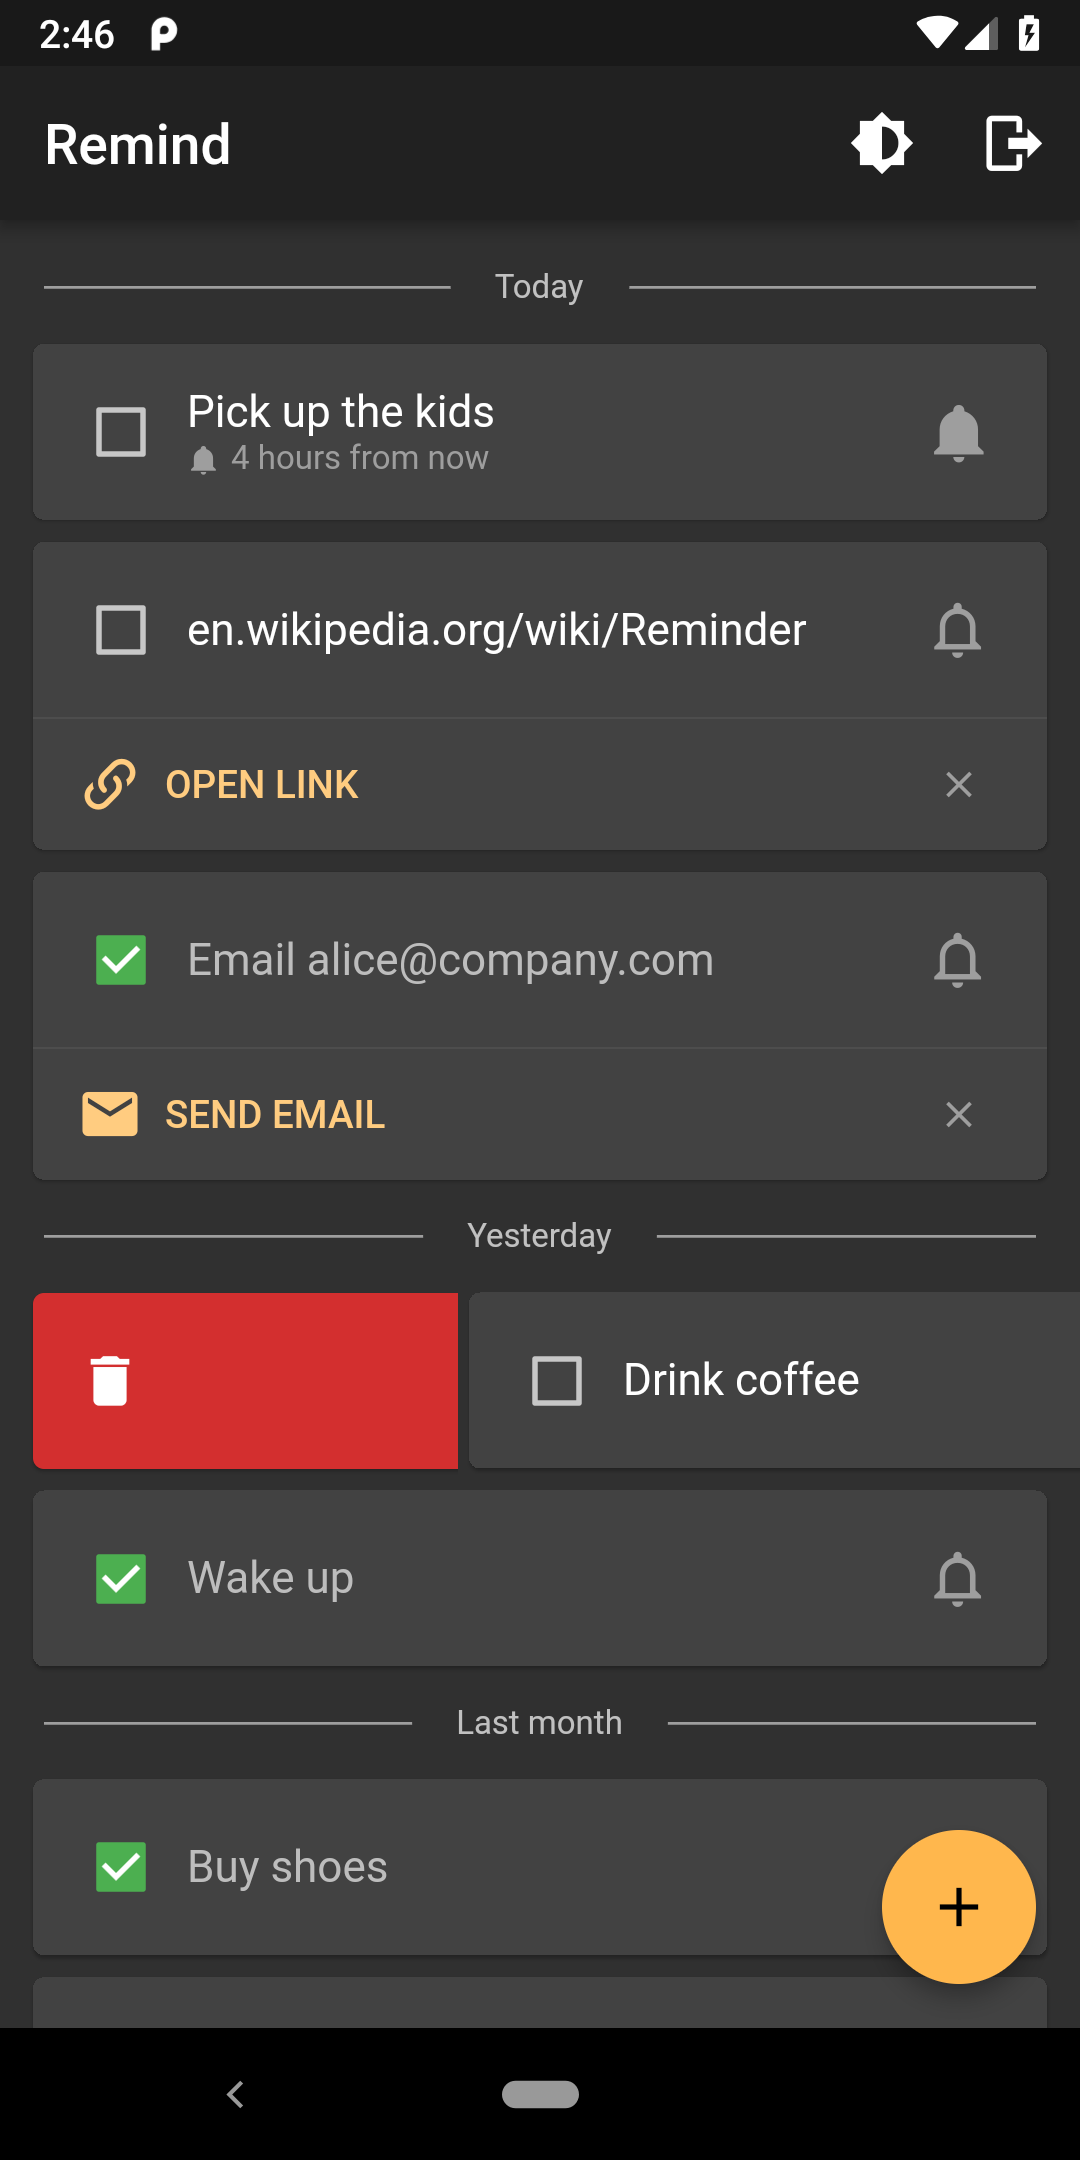 2:46
Remind
Today
Pick up the kids
4 hours from now
en.wikipedia.org/wiki/Reminder
OPEN LINK
Email alice@company.com
SEND EMAIL
Yesterday
Drink coffee
Wake up
Last month
Buy shoes